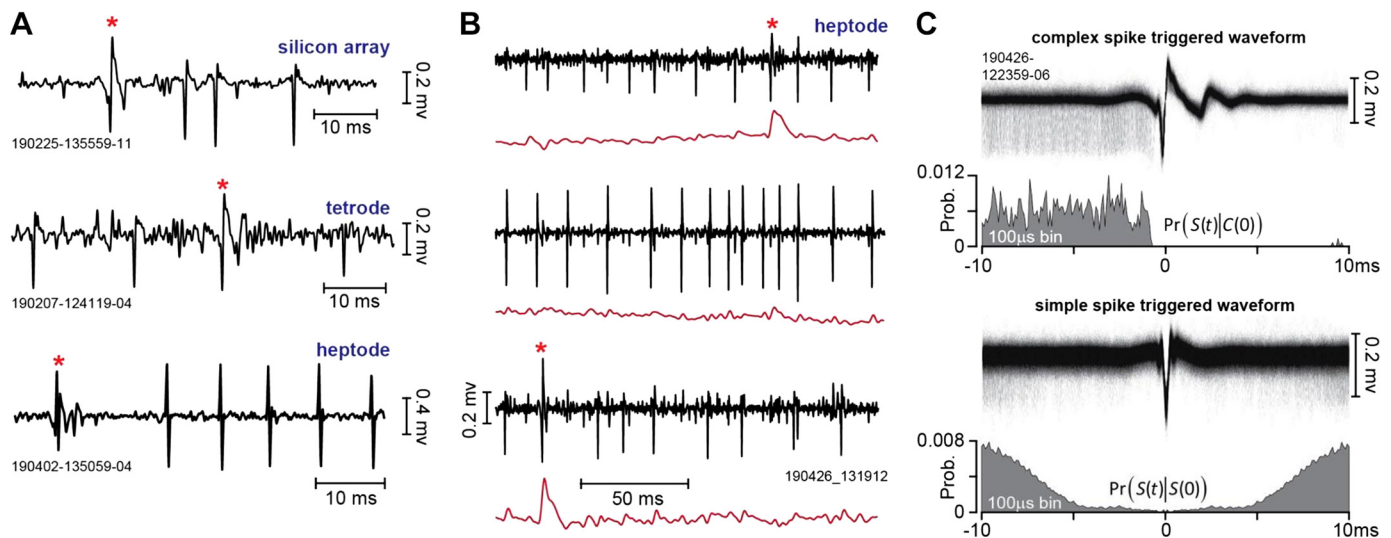 A
*
silicon array
0.2 mv
10 ms
190225-135559-11
*
tetrode
0.2 mv
10 ms
190207-124119-04
*
heptode
0.4 mv
190402-135059-04
10 ms
B
heptode
*
*
0.2 mv
190426_131912
50 ms
C
complex spike triggered waveform
190426-
122359-06
0.2 mv
0.012
Prob.
Pr(S(t)|C(0))
100μs bin
0
-10
0
10ms
simple spike triggered waveform
0.2 mv
0.008
Prob.
Pr(S(t)|S(0))
100μs bin
0
-10
0
10ms